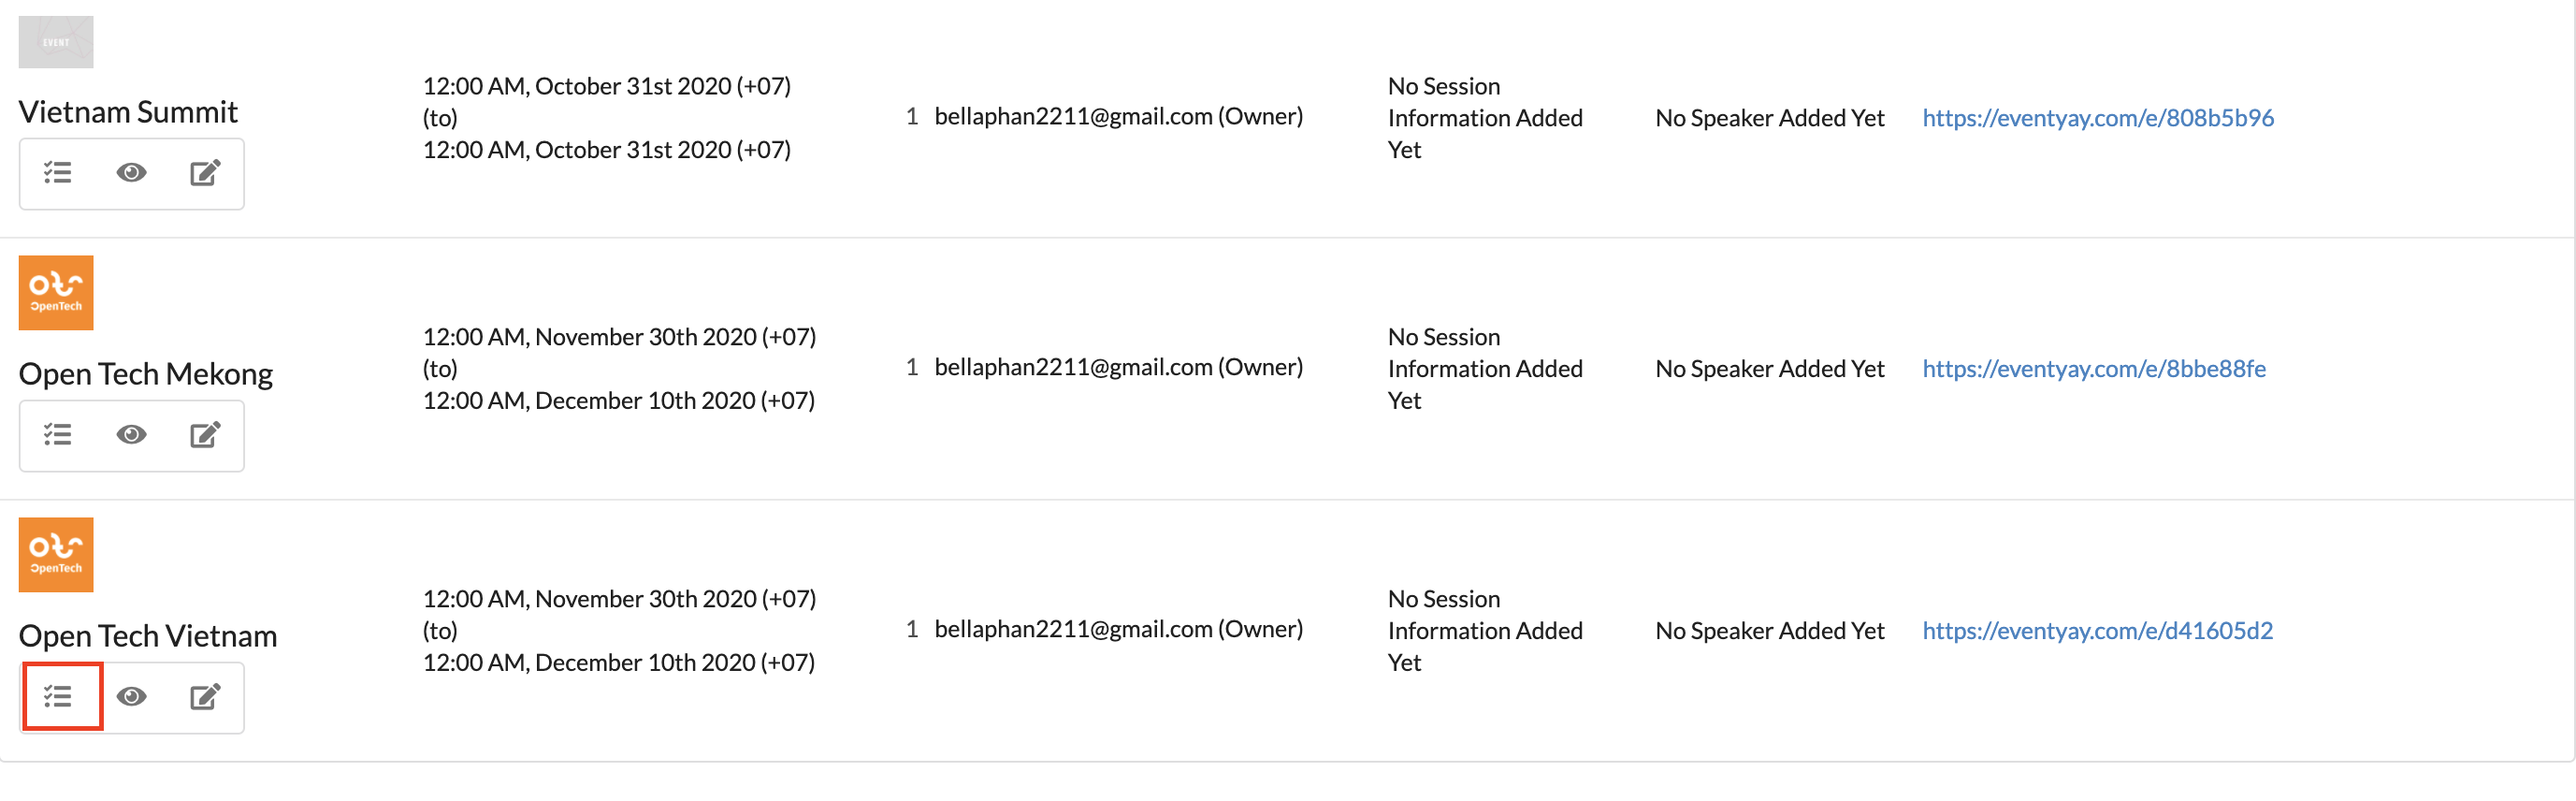 EVENT
Vietnam Summit
12:00 AM, October 31st 2020 (+07)
(to)
12:00 AM, October 31st 2020 (+07)
1 bellaphan2211@gmail.com (Owner)
No Session
Information Added
Yet
No Speaker Added Yet
https://eventyay.com/e/808b5b96
otr
OpenTech
Open Tech Mekong
12:00 AM, November 30th 2020 (+07)
(to)
12:00 AM, December 10th 2020 (+07)
1 bellaphan2211@gmail.com (Owner)
No Session
Information Added
Yet
No Speaker Added Yet
https://eventyay.com/e/8bbe88fe
otr
OpenTech
Open Tech Vietnam
12:00 AM, November 30th 2020 (+07)
(to)
12:00 AM, December 10th 2020 (+07)
1 bellaphan2211@gmail.com (Owner)
No Session
Information Added
Yet
No Speaker Added Yet
https://eventyay.com/e/d41605d2